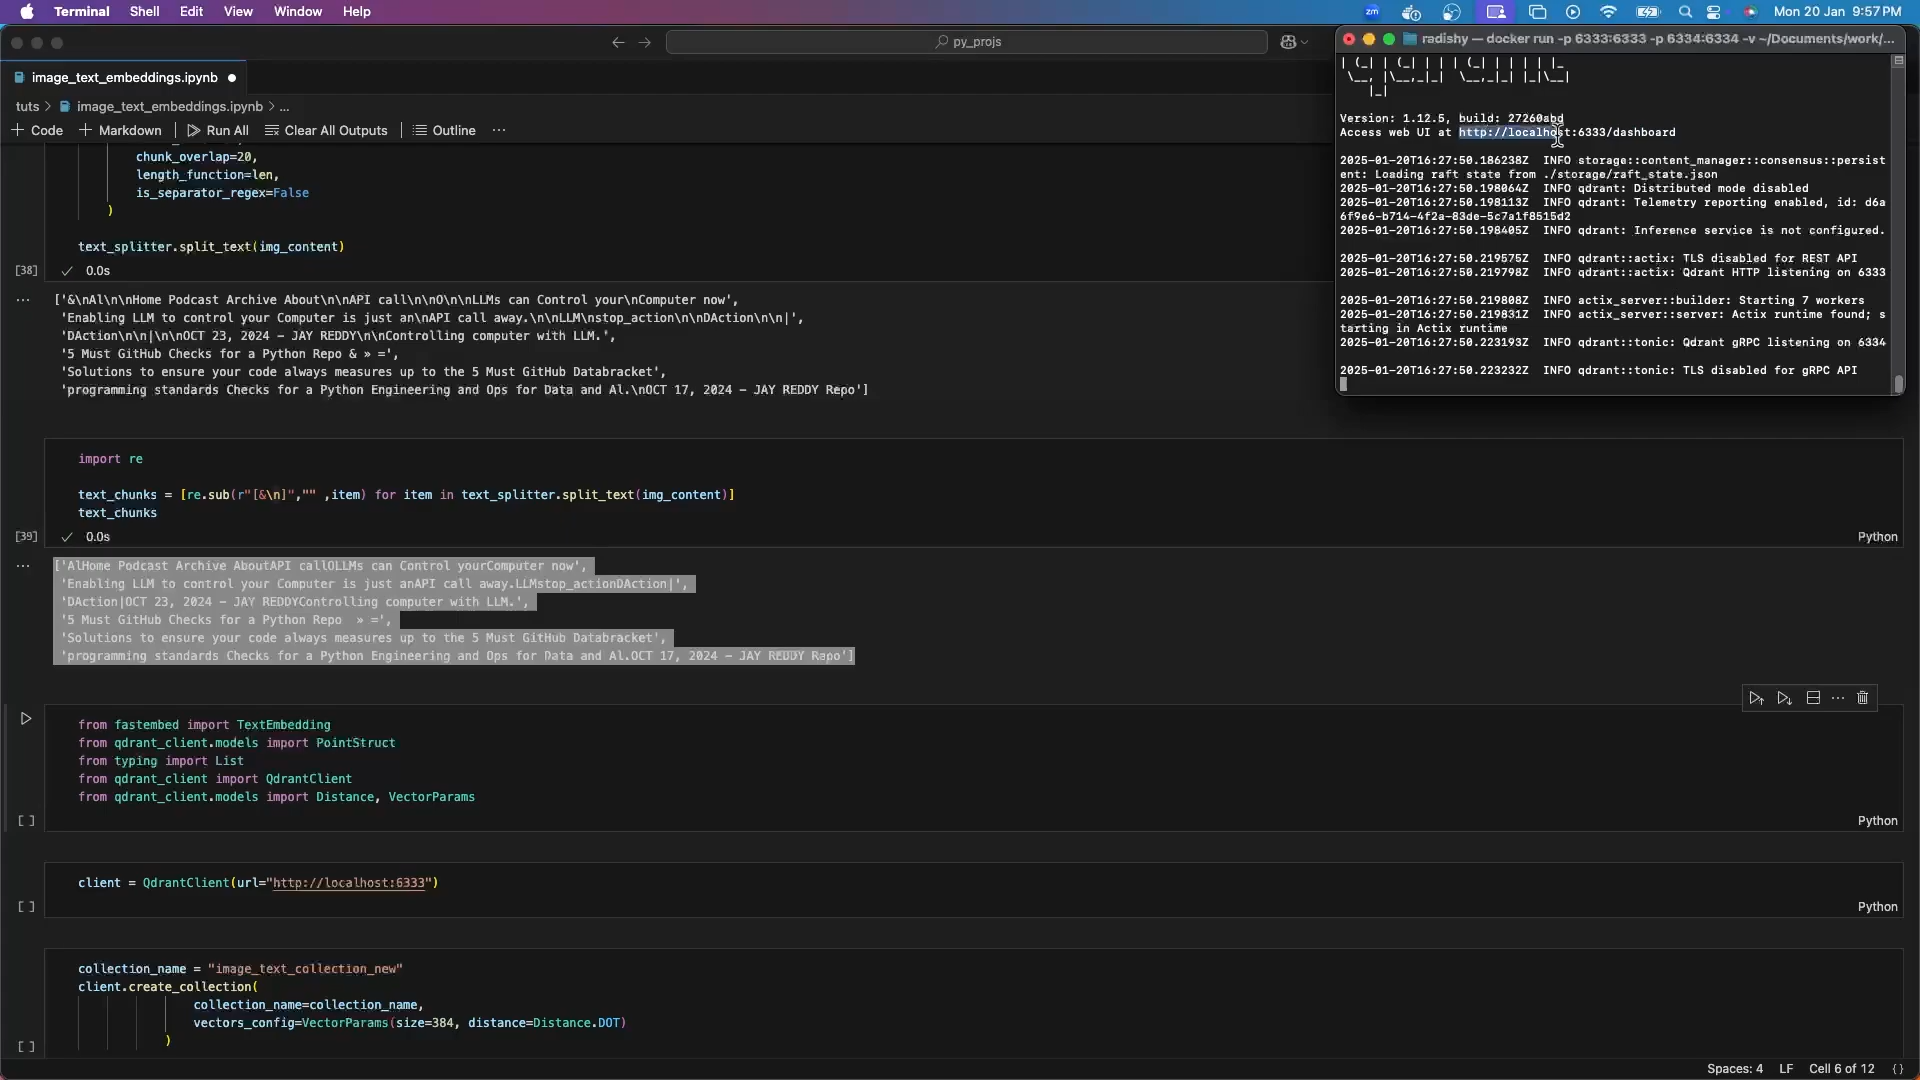 Terminal Shell Edit View Window Help
zm Mon 20 Jan 9:57 PM
py_projs
radishy — docker run -p 6333:6333 -p 6334:6334 -v ~/Documents/work/...
image_text_embeddings.ipynb
tuts > image_text_embeddings.ipynb > ...
+ Code + Markdown Run All Clear All Outputs Outline ...
Version: 1.12.5, build: 27260abd
Access web UI at http://localhost:6333/dashboard
2025-01-20T16:27:50.186238Z INFO storage::content_manager::consensus::persist
ent: Loading raft state from ./storage/raft_state.json
2025-01-20T16:27:50.198064Z INFO qdrant: Distributed mode disabled
2025-01-20T16:27:50.198113Z INFO qdrant: Telemetry reporting enabled, id: d6a
6f9e6-b714-4f2a-83de-5c7a1f8515d2
2025-01-20T16:27:50.198405Z INFO qdrant: Inference service is not configured.
2025-01-20T16:27:50.219575Z INFO qdrant::actix: TLS disabled for REST API
2025-01-20T16:27:50.219798Z INFO qdrant::actix: Qdrant HTTP listening on 6333
2025-01-20T16:27:50.219808Z INFO actix_server::builder: Starting 7 workers
2025-01-20T16:27:50.219831Z INFO actix_server::server: Actix runtime found; s
tarting in Actix runtime
2025-01-20T16:27:50.223193Z INFO qdrant::tonic: Qdrant gRPC listening on 6334
2025-01-20T16:27:50.223232Z INFO qdrant::tonic: TLS disabled for gRPC API
chunk_overlap=20,
length_function=len,
is_separator_regex=False
)
text_splitter.split_text(img_content)
[38] 0.0s
['&\nAl\n\nHome Podcast Archive About\n\nAPI call\n\nO\n\nLLMs can Control your\nComputer now',
'Enabling LLM to control your Computer is just an\nAPI call away.\n\nLLM\nstop_action\n\nDAction\n\n|',
'DAction\n\n|\n\nOCT 23, 2024 — JAY REDDY\n\nControlling computer with LLM.',
'5 Must GitHub Checks for a Python Repo & » =',
'Solutions to ensure your code always measures up to the 5 Must GitHub Databracket',
'programming standards Checks for a Python Engineering and Ops for Data and Al.\nOCT 17, 2024 — JAY REDDY Repo']
import re
text_chunks = [re.sub(r"[&\n]","" ,item) for item in text_splitter.split_text(img_content)]
text_chunks
[39] 0.0s Python
['AlHome Podcast Archive AboutAPI callOLLMs can Control yourComputer now',
'Enabling LLM to control your Computer is just anAPI call away.LLMstop_actionDAction|',
'DAction|OCT 23, 2024 — JAY REDDYControlling computer with LLM.',
'5 Must GitHub Checks for a Python Repo  » =',
'Solutions to ensure your code always measures up to the 5 Must GitHub Databracket',
'programming standards Checks for a Python Engineering and Ops for Data and Al.OCT 17, 2024 — JAY REDDY Repo']
from fastembed import TextEmbedding
from qdrant_client.models import PointStruct
from typing import List
from qdrant_client import QdrantClient
from qdrant_client.models import Distance, VectorParams
[ ] Python
client = QdrantClient(url="http://localhost:6333")
[ ] Python
collection_name = "image_text_collection_new"
client.create_collection(
collection_name=collection_name,
vectors_config=VectorParams(size=384, distance=Distance.DOT)
)
[ ]
Spaces: 4 LF Cell 6 of 12 {}